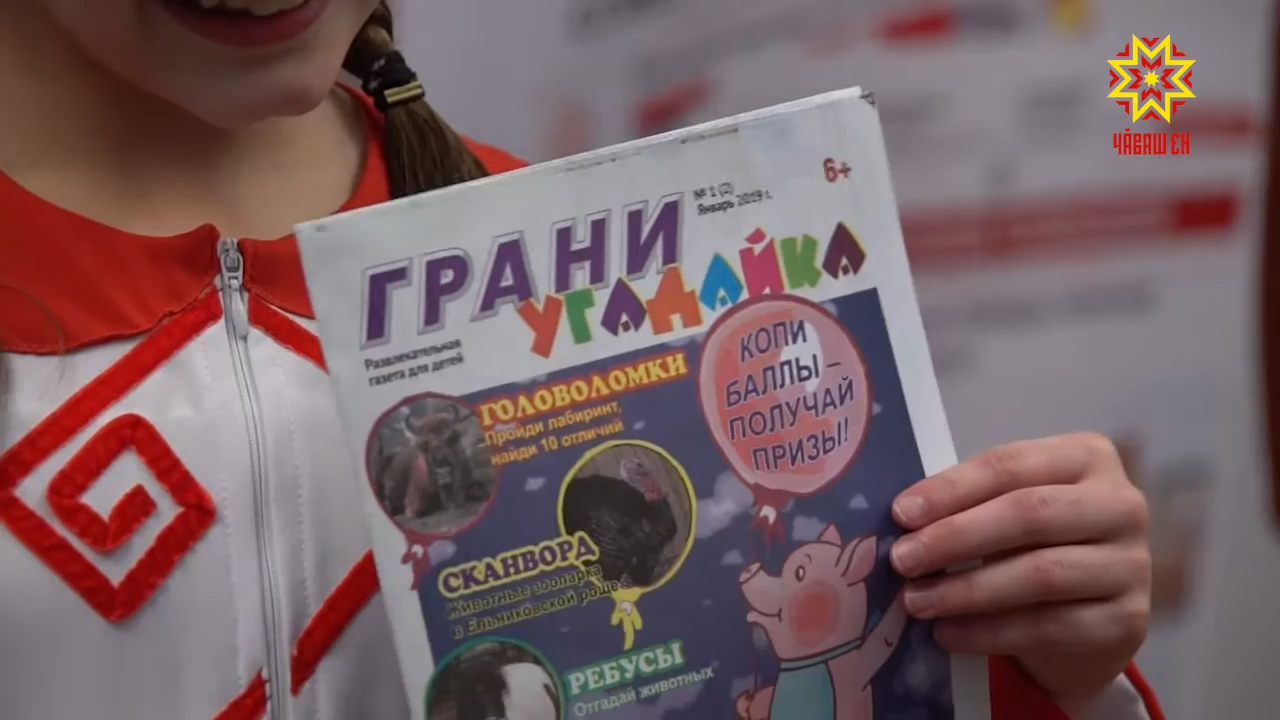 ЧӐВАШ ЕН
6+
№ 1 (2)
Январь 2019 г.
ГРАНИ
УГАДАЙКА
Развлекательная
газета для детей
КОПИ
БАЛЛЫ –
ПОЛУЧАЙ
ПРИЗЫ!
ГОЛОВОЛОМКИ
Пройди лабиринт,
найди 10 отличий
СКАНВОРД
Животные зоопарка
в Ельниковской роще
РЕБУСЫ
Отгадай животных